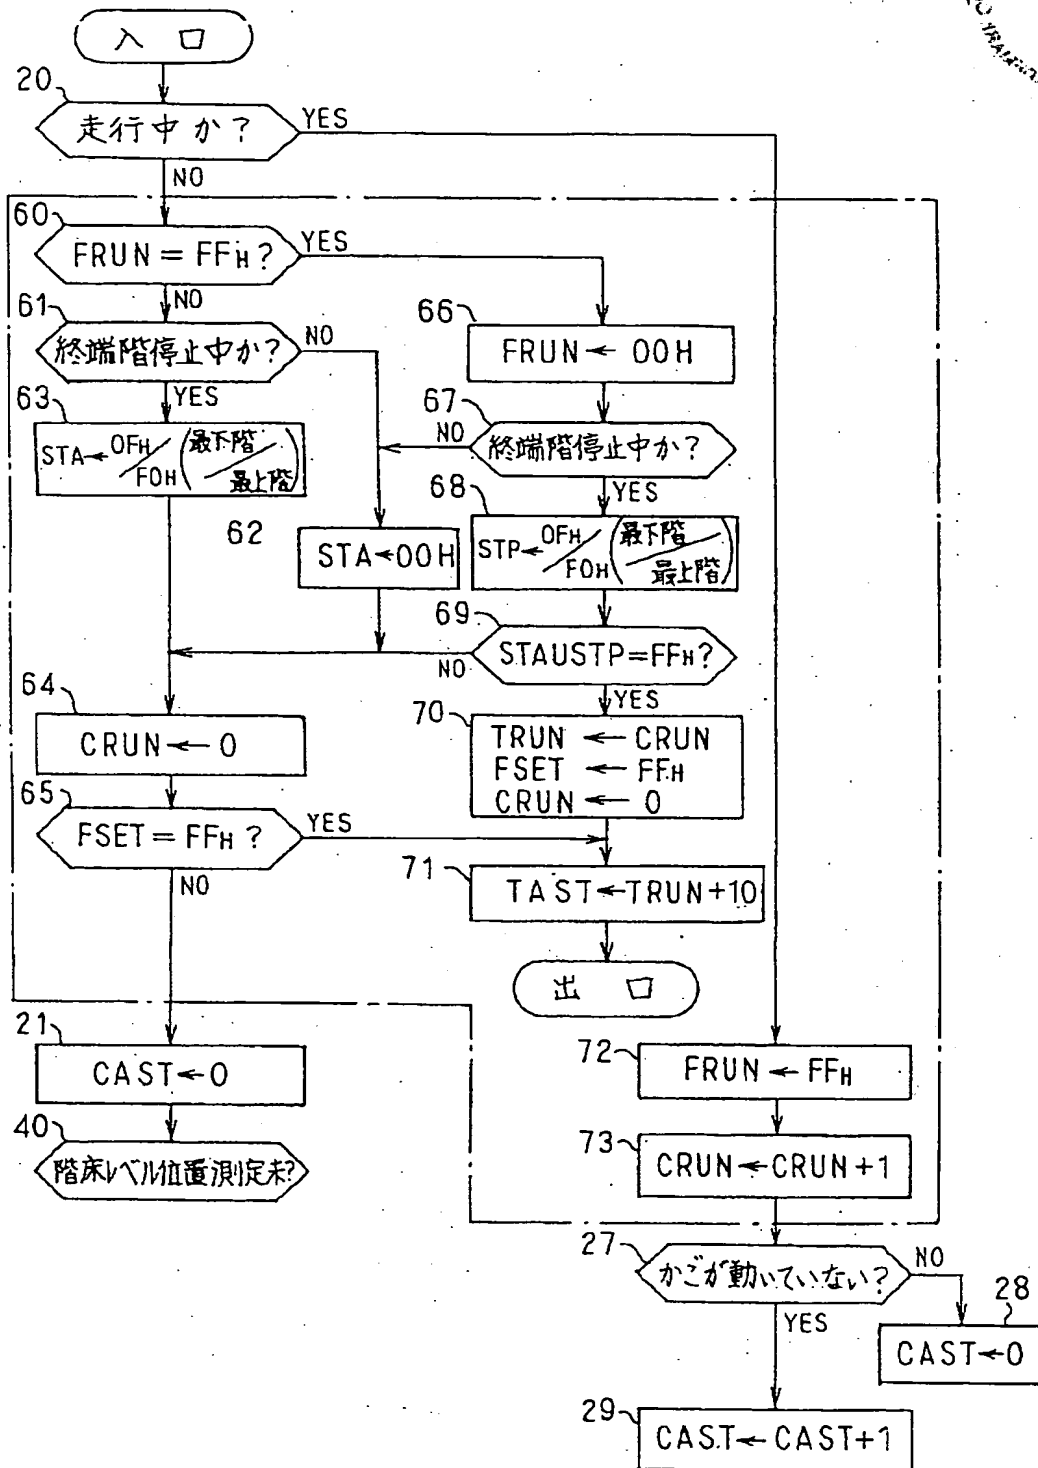 入 口
20
走行中か?
YES
NO
60
FRUN = FFH?
YES
NO
61
終端階停止中か?
NO
YES
66
FRUN ← 00H
67
終端階停止中か?
NO
YES
63
STA←0FH/F0H(最下階/最上階)
62
STA←00H
68
STP←0FH/F0H(最下階/最上階)
69
STAUSTP=FFH?
NO
YES
64
CRUN ← 0
70
TRUN ← CRUN
FSET ← FFH
CRUN ← 0
65
FSET = FFH ?
YES
NO
71
TAST←TRUN+10
出 口
21
CAST←0
72
FRUN ← FFH
40
階床レベル位置測定未?
73
CRUN←CRUN+1
27
かごが動いていない?
NO
YES
28
CAST←0
29
CAST←CAST+1